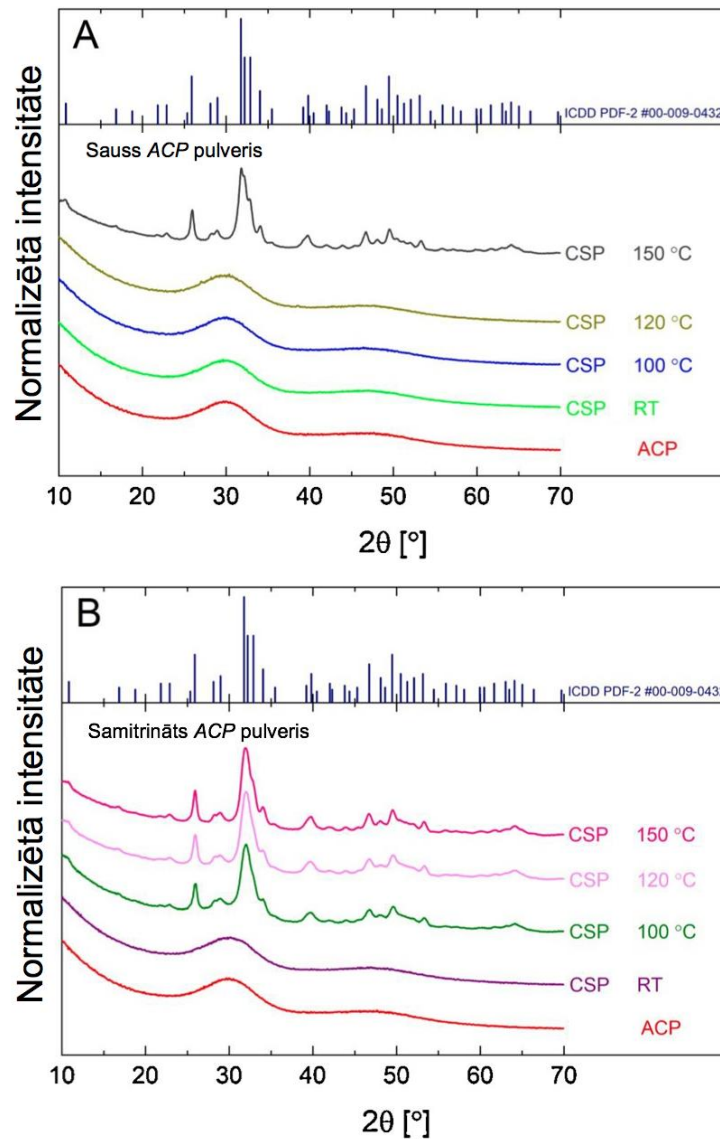 A
ICDD PDF-2 #00-009-0432
Sauss ACP pulveris
Normalizētā intensitāte
CSP 150 °C
CSP 120 °C
CSP 100 °C
CSP RT
ACP
10 20 30 40 50 60 70
2θ [°]
B
ICDD PDF-2 #00-009-043
Samitrināts ACP pulveris
Normalizētā intensitāte
CSP 150 °C
CSP 120 °C
CSP 100 °C
CSP RT
ACP
10 20 30 40 50 60 70
2θ [°]